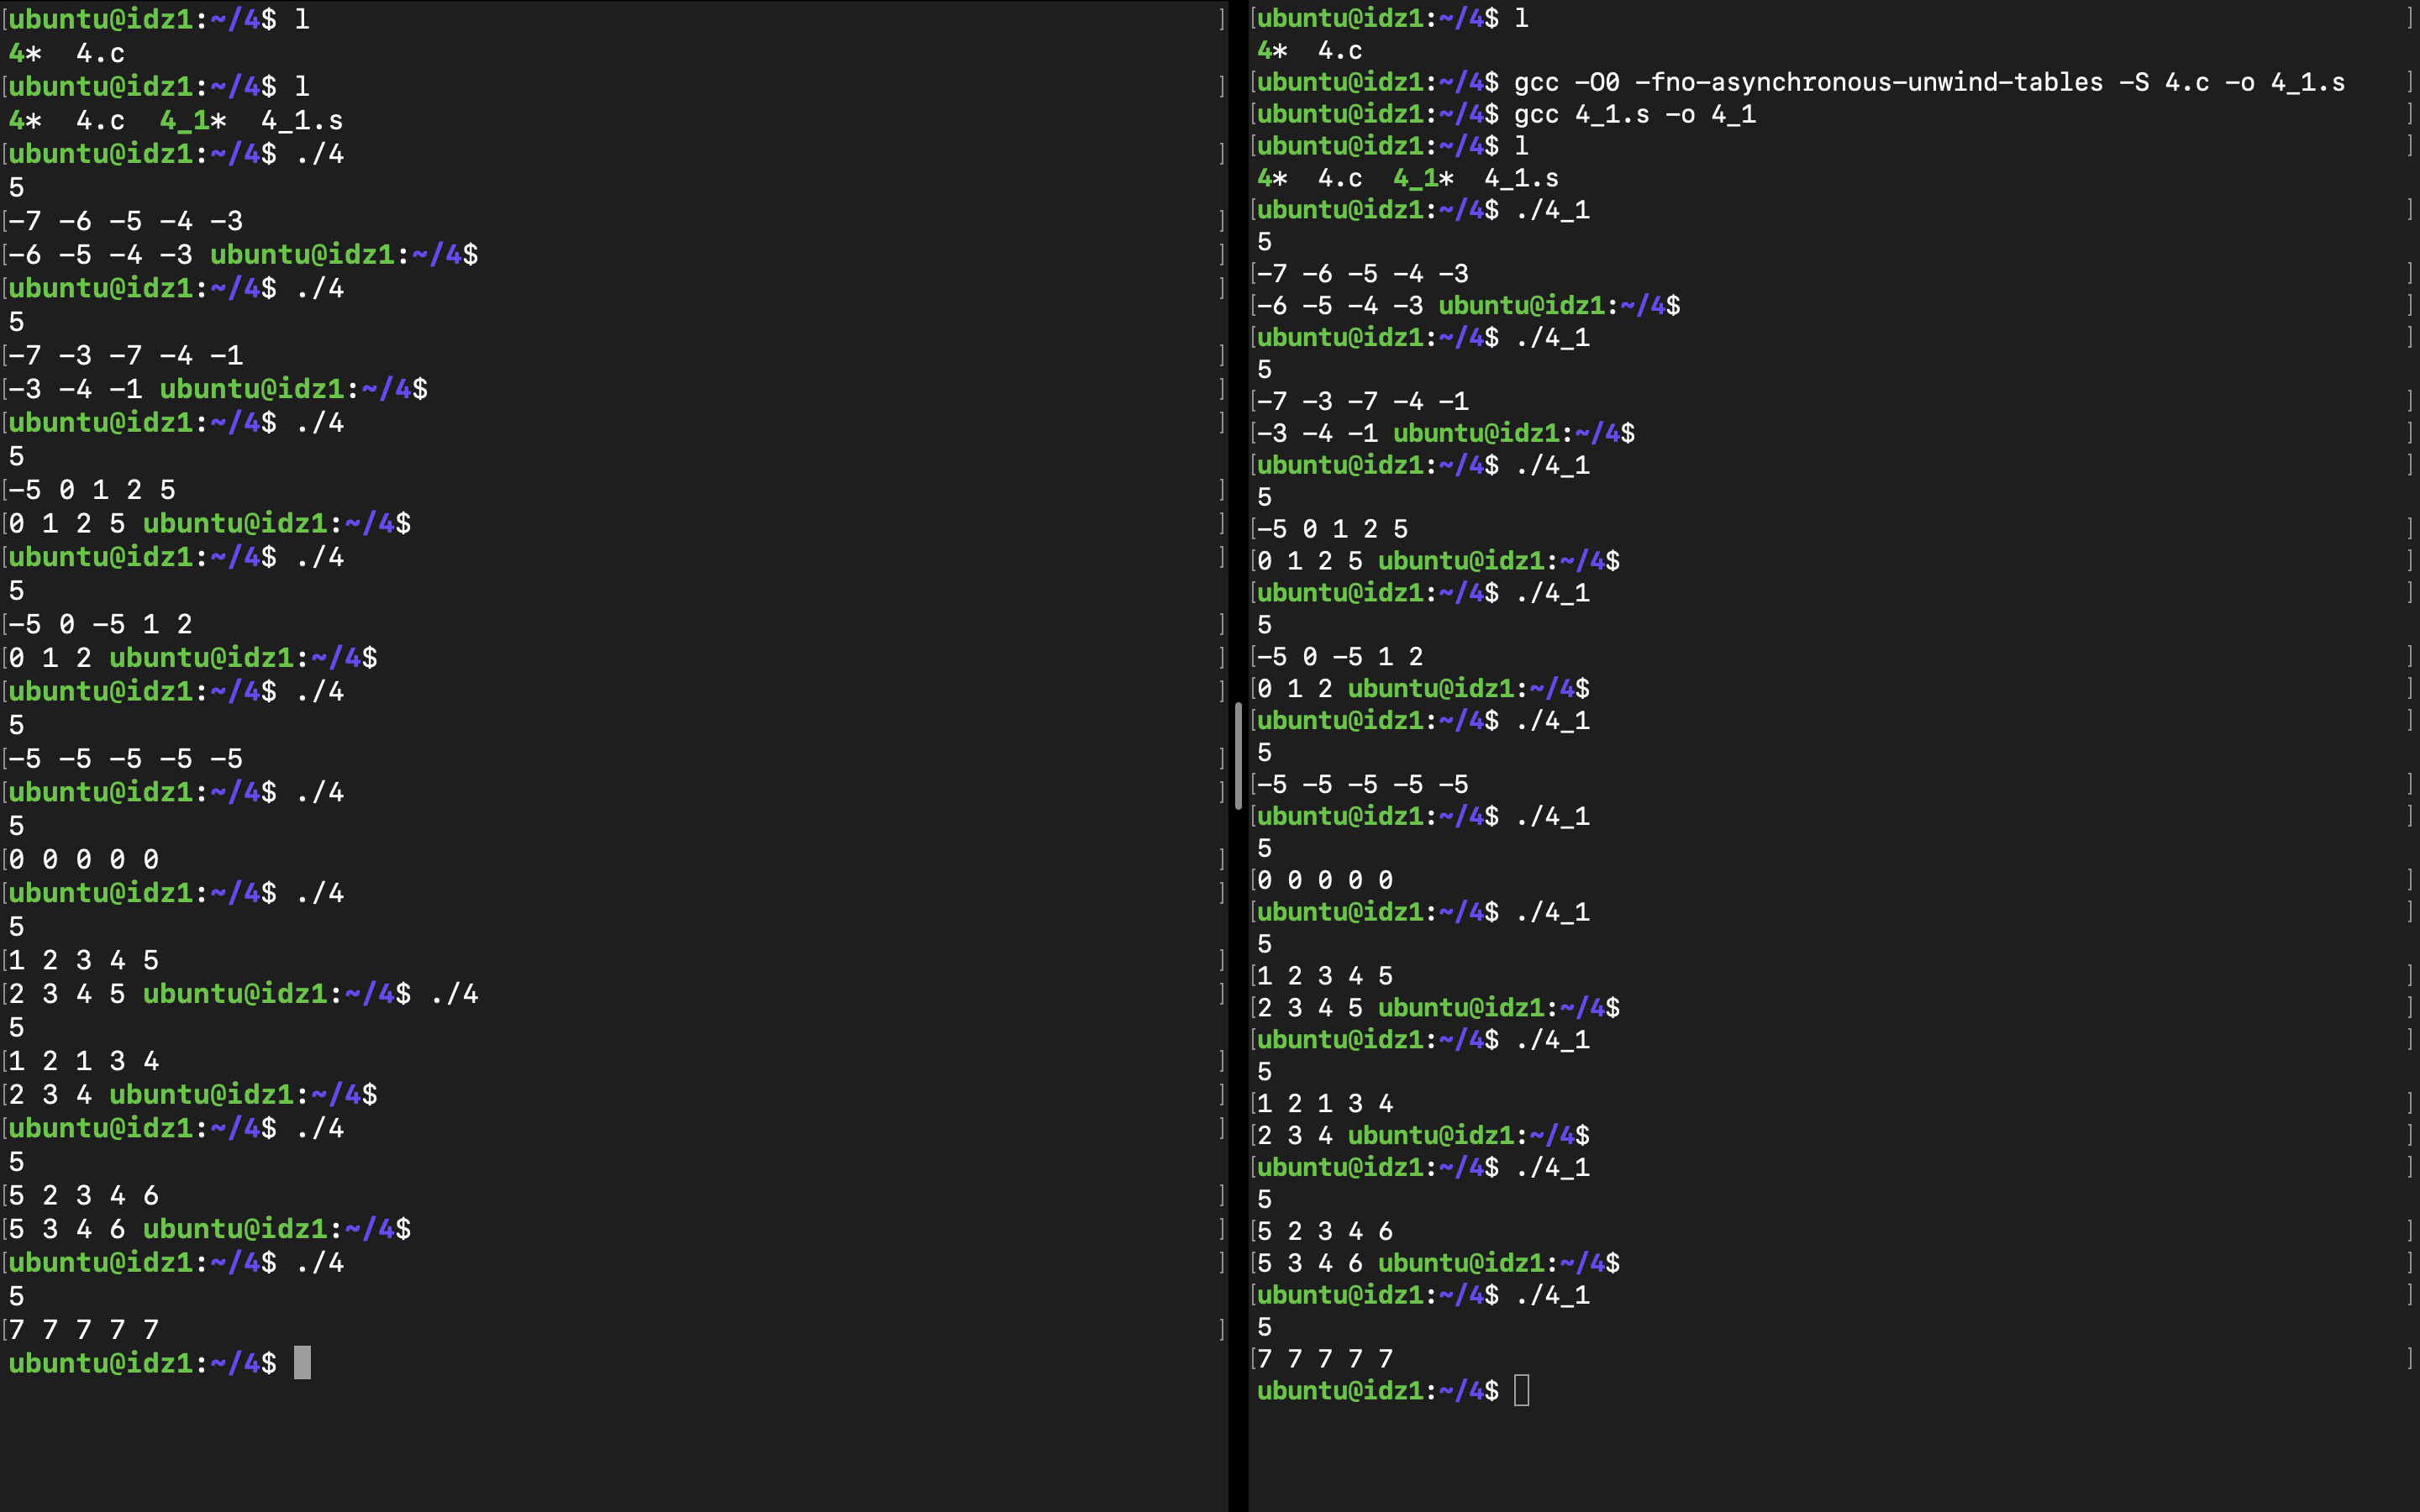 ubuntu@idz1:~/4$ l
4*  4.c
ubuntu@idz1:~/4$ l
4*  4.c  4_1*  4_1.s
ubuntu@idz1:~/4$ ./4
5
-7 -6 -5 -4 -3
-6 -5 -4 -3 ubuntu@idz1:~/4$
ubuntu@idz1:~/4$ ./4
5
-7 -3 -7 -4 -1
-3 -4 -1 ubuntu@idz1:~/4$
ubuntu@idz1:~/4$ ./4
5
-5 0 1 2 5
0 1 2 5 ubuntu@idz1:~/4$
ubuntu@idz1:~/4$ ./4
5
-5 0 -5 1 2
0 1 2 ubuntu@idz1:~/4$
ubuntu@idz1:~/4$ ./4
5
-5 -5 -5 -5 -5
ubuntu@idz1:~/4$ ./4
5
0 0 0 0 0
ubuntu@idz1:~/4$ ./4
5
1 2 3 4 5
2 3 4 5 ubuntu@idz1:~/4$ ./4
5
1 2 1 3 4
2 3 4 ubuntu@idz1:~/4$
ubuntu@idz1:~/4$ ./4
5
5 2 3 4 6
5 3 4 6 ubuntu@idz1:~/4$
ubuntu@idz1:~/4$ ./4
5
7 7 7 7 7
ubuntu@idz1:~/4$
ubuntu@idz1:~/4$ l
4*  4.c
ubuntu@idz1:~/4$ gcc -O0 -fno-asynchronous-unwind-tables -S 4.c -o 4_1.s
ubuntu@idz1:~/4$ gcc 4_1.s -o 4_1
ubuntu@idz1:~/4$ l
4*  4.c  4_1*  4_1.s
ubuntu@idz1:~/4$ ./4_1
5
-7 -6 -5 -4 -3
-6 -5 -4 -3 ubuntu@idz1:~/4$
ubuntu@idz1:~/4$ ./4_1
5
-7 -3 -7 -4 -1
-3 -4 -1 ubuntu@idz1:~/4$
ubuntu@idz1:~/4$ ./4_1
5
-5 0 1 2 5
0 1 2 5 ubuntu@idz1:~/4$
ubuntu@idz1:~/4$ ./4_1
5
-5 0 -5 1 2
0 1 2 ubuntu@idz1:~/4$
ubuntu@idz1:~/4$ ./4_1
5
-5 -5 -5 -5 -5
ubuntu@idz1:~/4$ ./4_1
5
0 0 0 0 0
ubuntu@idz1:~/4$ ./4_1
5
1 2 3 4 5
2 3 4 5 ubuntu@idz1:~/4$
ubuntu@idz1:~/4$ ./4_1
5
1 2 1 3 4
2 3 4 ubuntu@idz1:~/4$
ubuntu@idz1:~/4$ ./4_1
5
5 2 3 4 6
5 3 4 6 ubuntu@idz1:~/4$
ubuntu@idz1:~/4$ ./4_1
5
7 7 7 7 7
ubuntu@idz1:~/4$